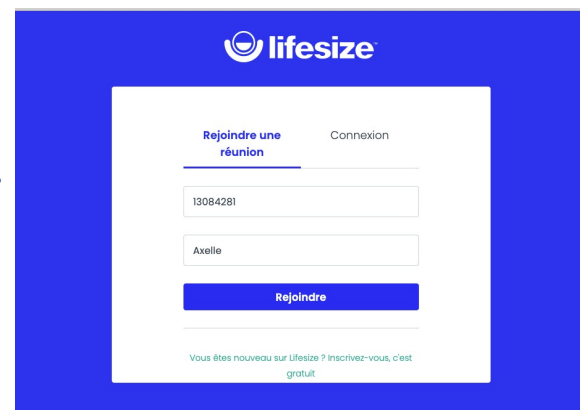 lifesize
Rejoindre une
réunion
Connexion
13084281
Axelle
Rejoindre
Vous êtes nouveau sur Lifesize ? Inscrivez-vous, c'est
gratuit